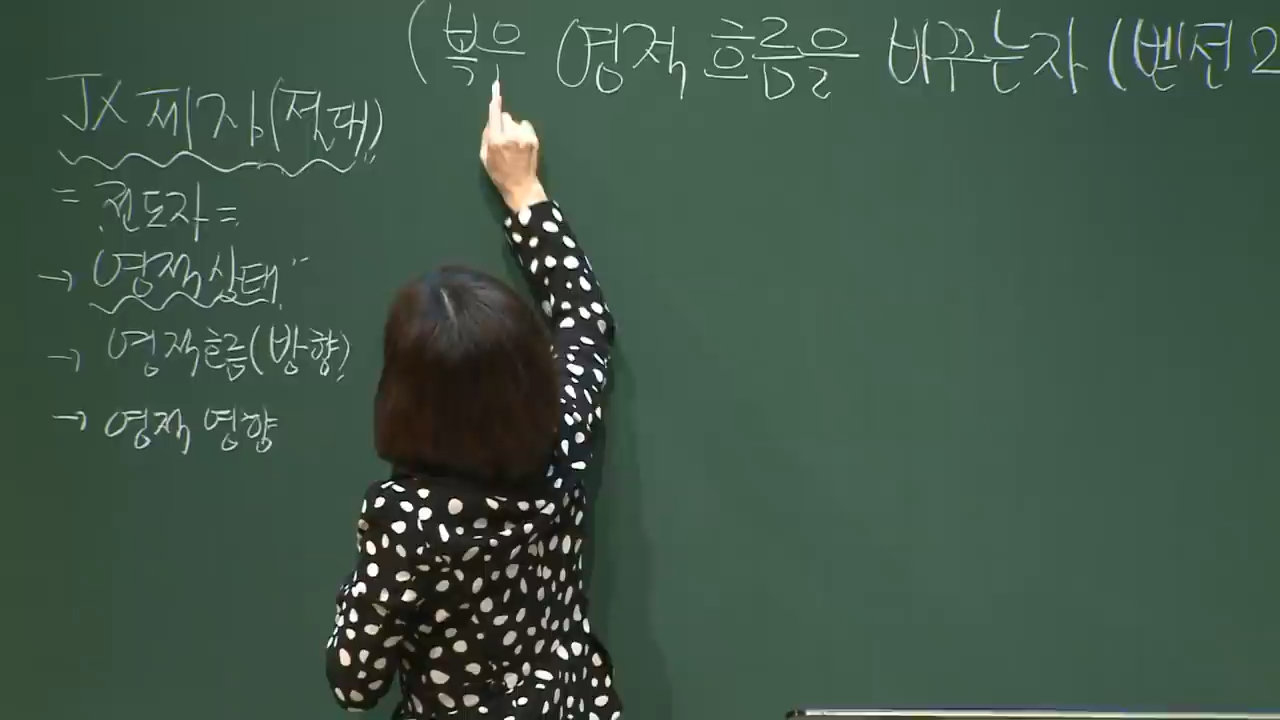 (복음 영적 흐름을 바꾸는자 (벧전 2
JX 제자(절대)
= 전도자 =
→ 영적상태"
→ 영적흐름(방향)
→ 영적 영향